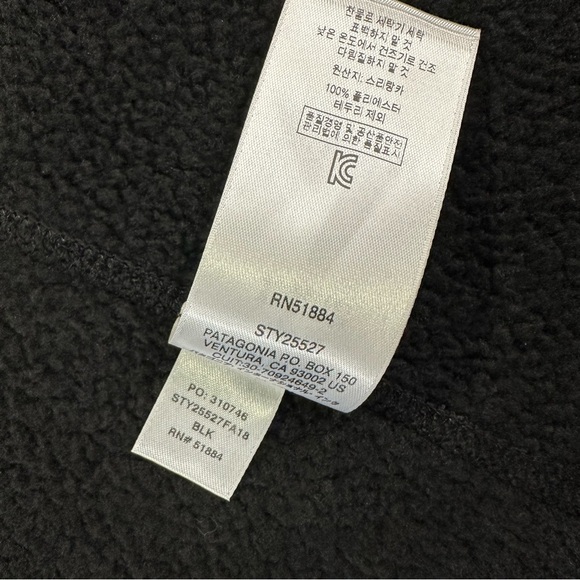 찬물로 세탁기 세탁
표백하지 말 것
낮은 온도에서 건조기로 건조
다림질하지 말 것
원산지: 스리랑카
100% 폴리에스터
테두리 제외
품질경영 및 공산품안전
관리법에 의한 품질표시
RN51884
STY25527
PATAGONIA P.O. BOX 150
VENTURA, CA 93002 US
CUIT:30-70924649-2
PO: 310746
STY25527FA18
BLK
RN# 51884